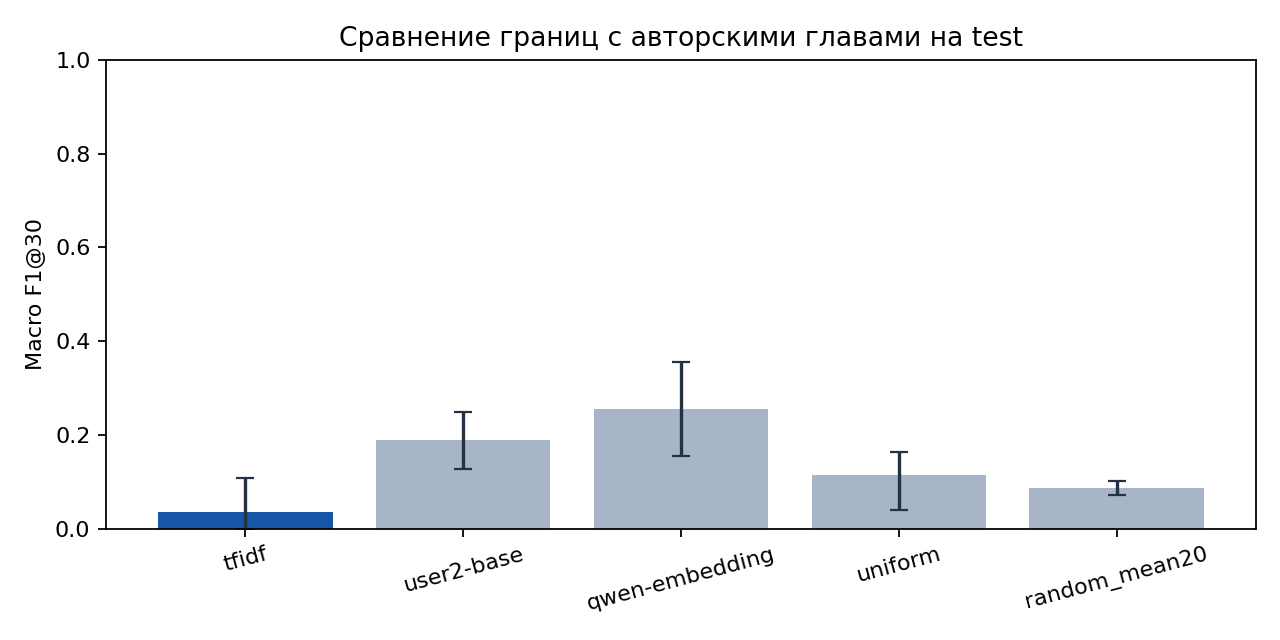 Сравнение границ с авторскими главами на test
Macro F1@30
1.0
0.8
0.6
0.4
0.2
0.0
tfidf
user2-base
qwen-embedding
uniform
random_mean20